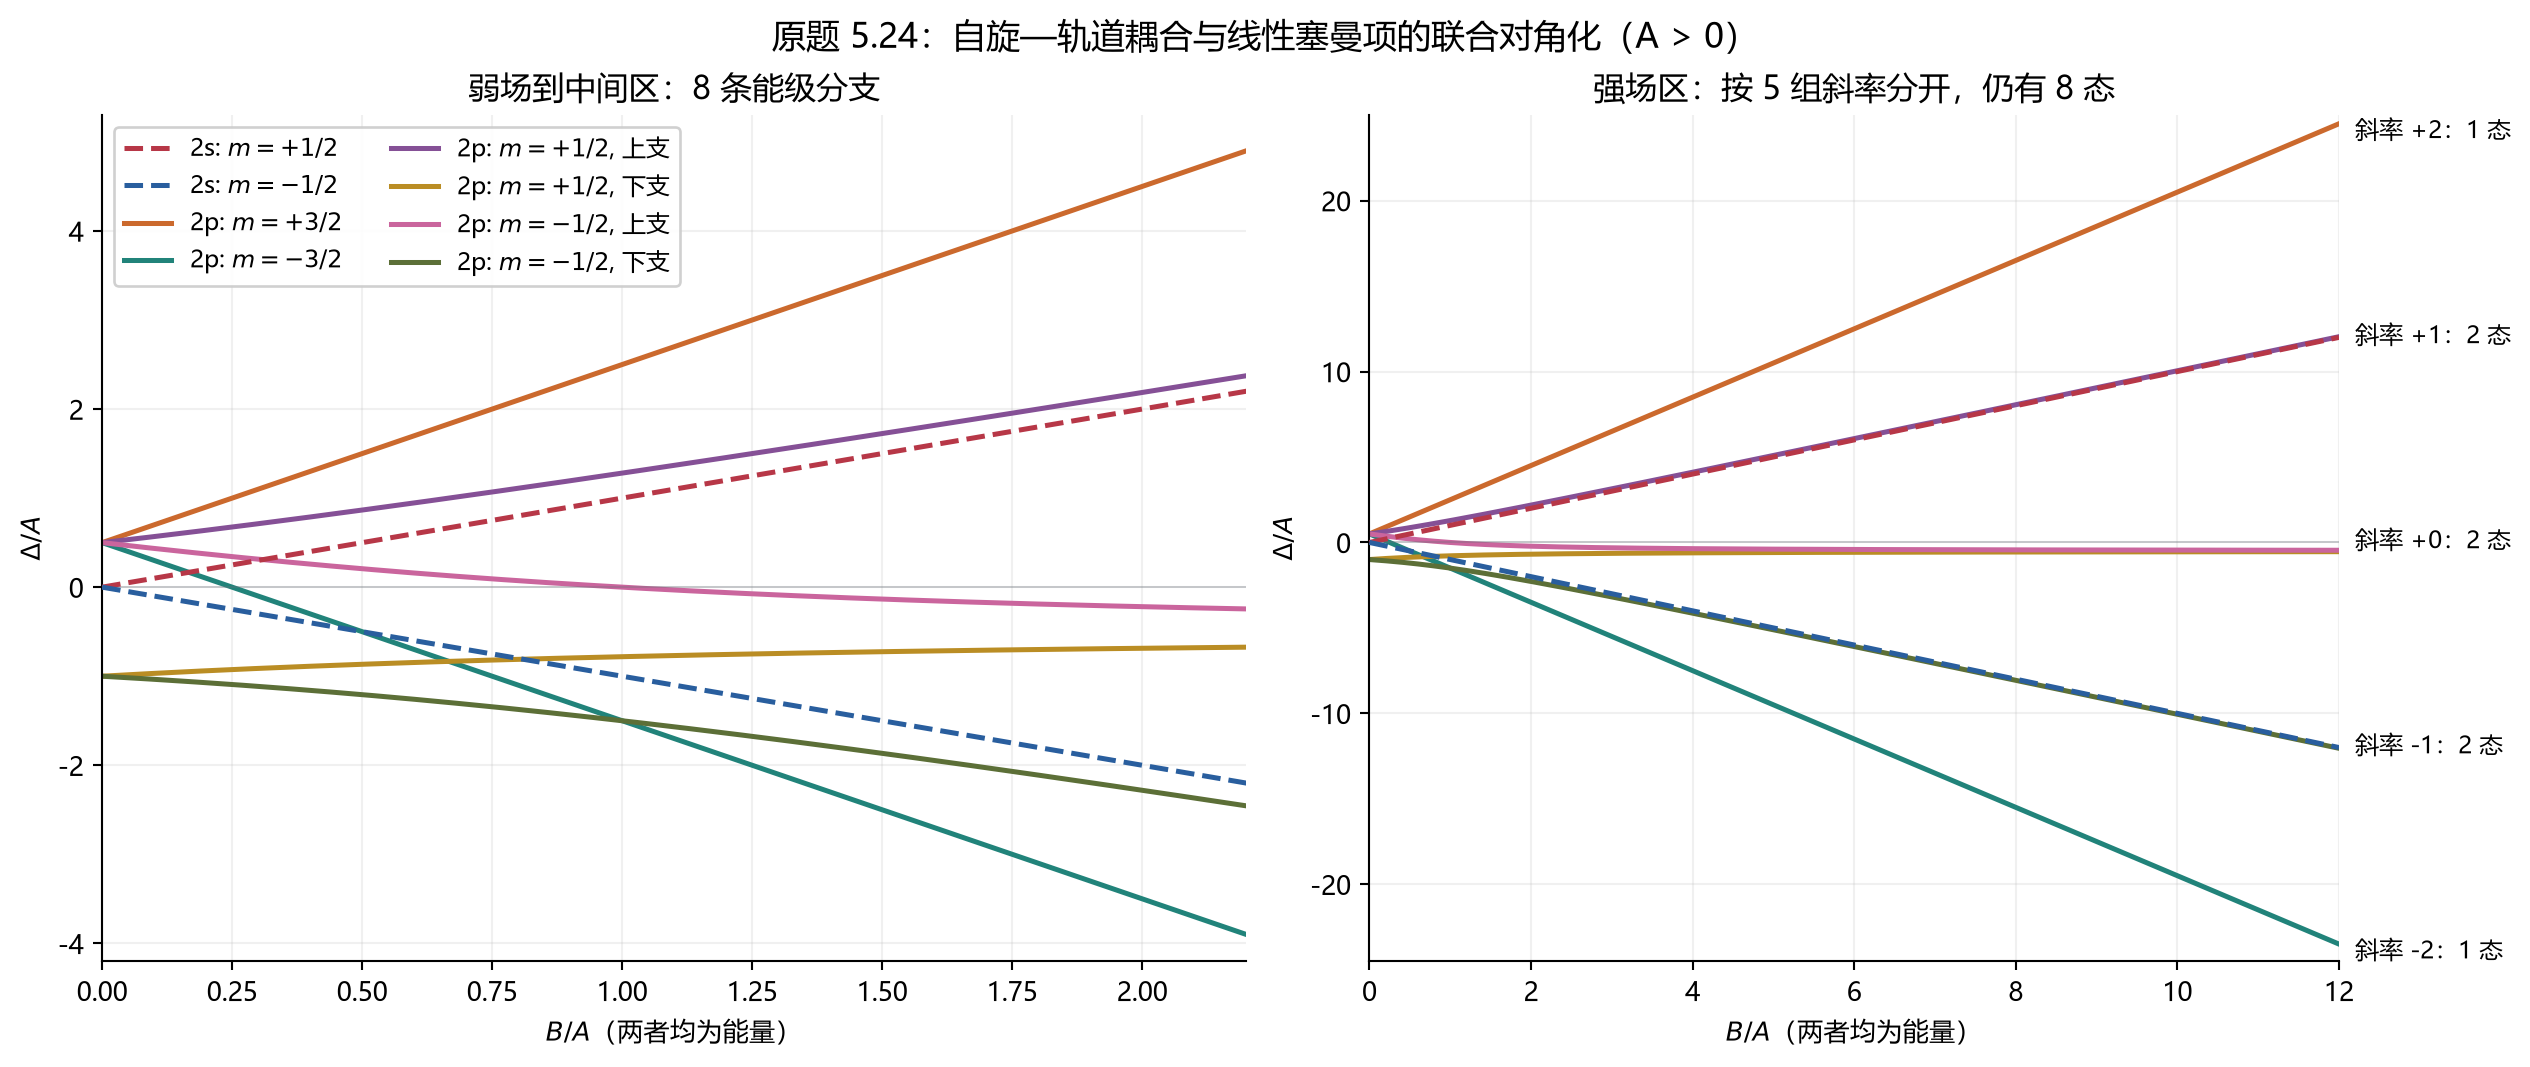 原题 5.24：自旋—轨道耦合与线性塞曼项的联合对角化（A > 0）
弱场到中间区：8 条能级分支
2s: m = +1/2
2s: m = −1/2
2p: m = +3/2
2p: m = −3/2
2p: m = +1/2, 上支
2p: m = +1/2, 下支
2p: m = −1/2, 上支
2p: m = −1/2, 下支
Δ/A
4
2
0
-2
-4
0.00 0.25 0.50 0.75 1.00 1.25 1.50 1.75 2.00
B/A（两者均为能量）
强场区：按 5 组斜率分开，仍有 8 态
Δ/A
20
10
0
-10
-20
0 2 4 6 8 10 12
B/A（两者均为能量）
斜率 +2：1 态
斜率 +1：2 态
斜率 +0：2 态
斜率 -1：2 态
斜率 -2：1 态